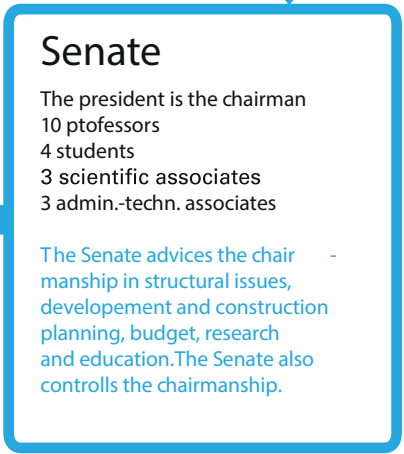 Senate
The president is the chairman
10 ptofessors
4 students
3 scientific associates
3 admin.-techn. associates
The Senate advices the chair -
manship in structural issues,
developement and construction
planning, budget, research
and education.The Senate also
controlls the chairmanship.